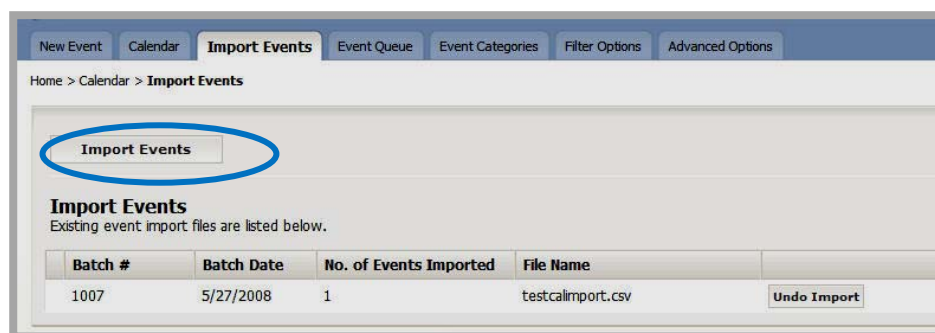 New Event Calendar Import Events Event Queue Event Categories Filter Options Advanced Options
Home > Calendar > Import Events
Import Events
Import Events
Existing event import files are listed below.
Batch # Batch Date No. of Events Imported File Name
1007 5/27/2008 1 testcalimport.csv Undo Import